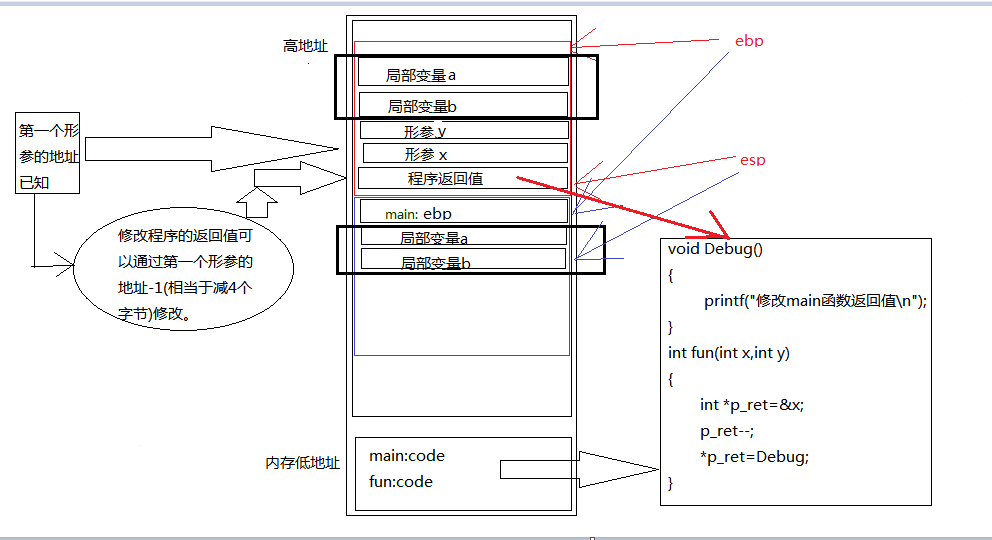 高地址
ebp
局部变量a
局部变量b
形参 y
形参 x
程序返回值
esp
main: ebp
局部变量a
局部变量b
第一个形
参的地址
已知
修改程序的返回值可
以通过第一个形参的
地址-1(相当于减4个
字节)修改。
内存低地址
main:code
fun:code
void Debug()
{
printf("修改main函数返回值\n");
}
int fun(int x,int y)
{
int *p_ret=&x;
p_ret--;
*p_ret=Debug;
}